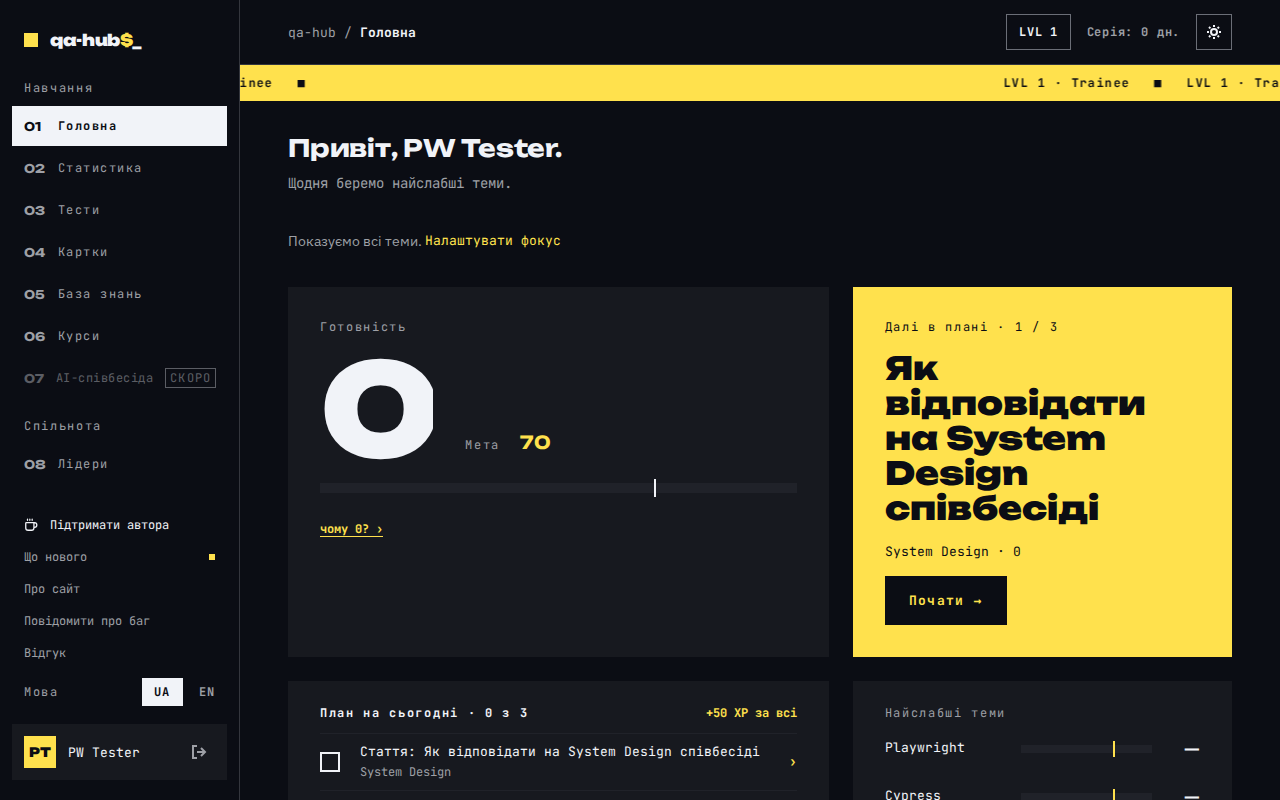 qa-hub$_
Навчання
01 Головна
02 Статистика
03 Тести
04 Картки
05 База знань
06 Курси
07 AI-співбесіда СКОРО
Спільнота
08 Лідери
Підтримати автора
Що нового
Про сайт
Повідомити про баг
Відгук
Мова UA EN
PT PW Tester
qa-hub / Головна
LVL 1 Серія: 0 дн.
inee ■ LVL 1 · Trainee ■ LVL 1 · Tra
Привіт, PW Tester.
Щодня беремо найслабші теми.
Показуємо всі теми. Налаштувати фокус
Готовність
0 Мета 70
чому 0? ›
Далі в плані · 1 / 3
Як
відповідати
на System
Design
співбесіді
System Design · 0
Почати →
План на сьогодні · 0 з 3 +50 XP за всі
Стаття: Як відповідати на System Design співбесіді ›
System Design
Найслабші теми
Playwright —
Cypress —